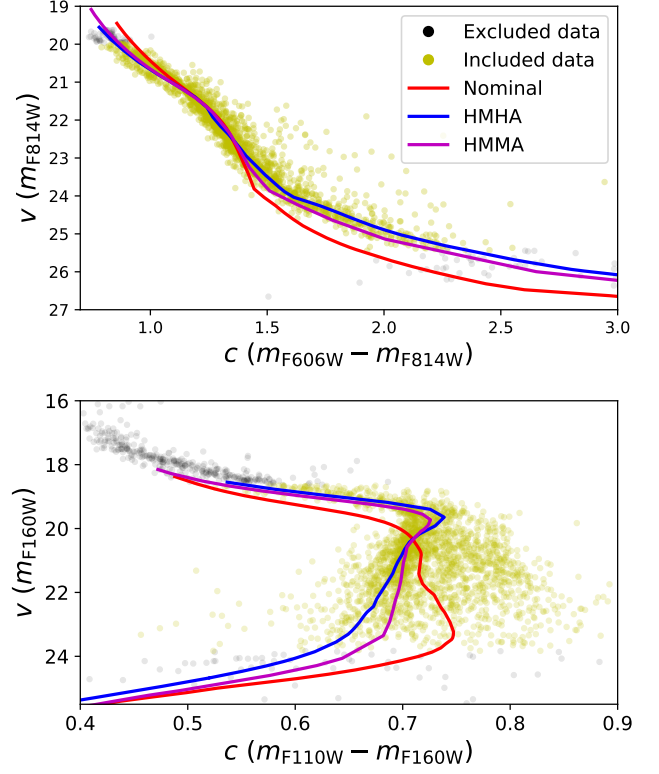 19
20
21
22
23
24
25
26
27
v (mF814W)
Excluded data
Included data
Nominal
HMHA
HMMA
1.0 1.5 2.0 2.5 3.0
c (mF606W − mF814W)
16
18
20
22
24
v (mF160W)
0.4 0.5 0.6 0.7 0.8 0.9
c (mF110W − mF160W)